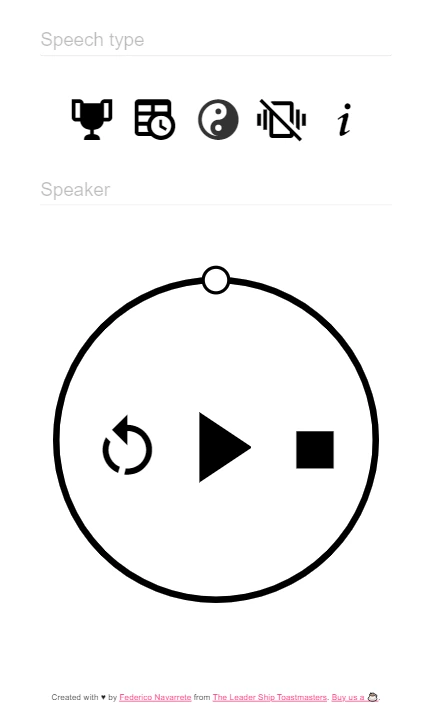 Speech type
i
Speaker
Created with ♥ by Federico Navarrete from The Leader Ship Toastmasters. Buy us a ☕.